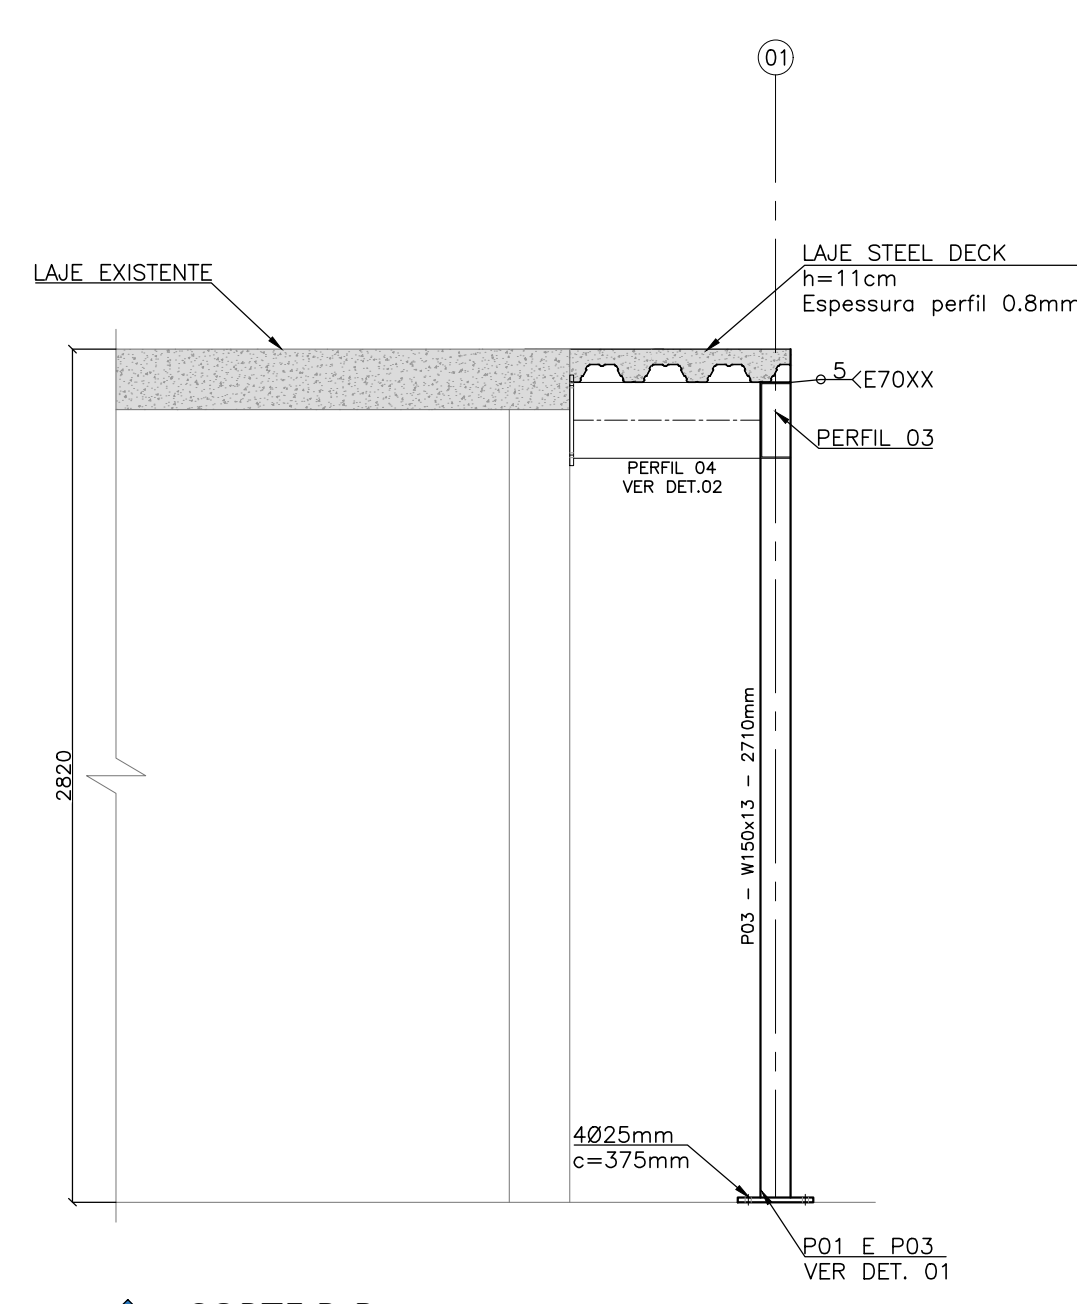 01
LAJE EXISTENTE
LAJE STEEL DECK
h=11cm
Espessura perfil 0.8mm
5
E70XX
PERFIL 03
PERFIL 04
VER DET.02
2820
P03 - W150x13 - 2710mm
4Ø25mm
c=375mm
P01 E P03
VER DET. 01